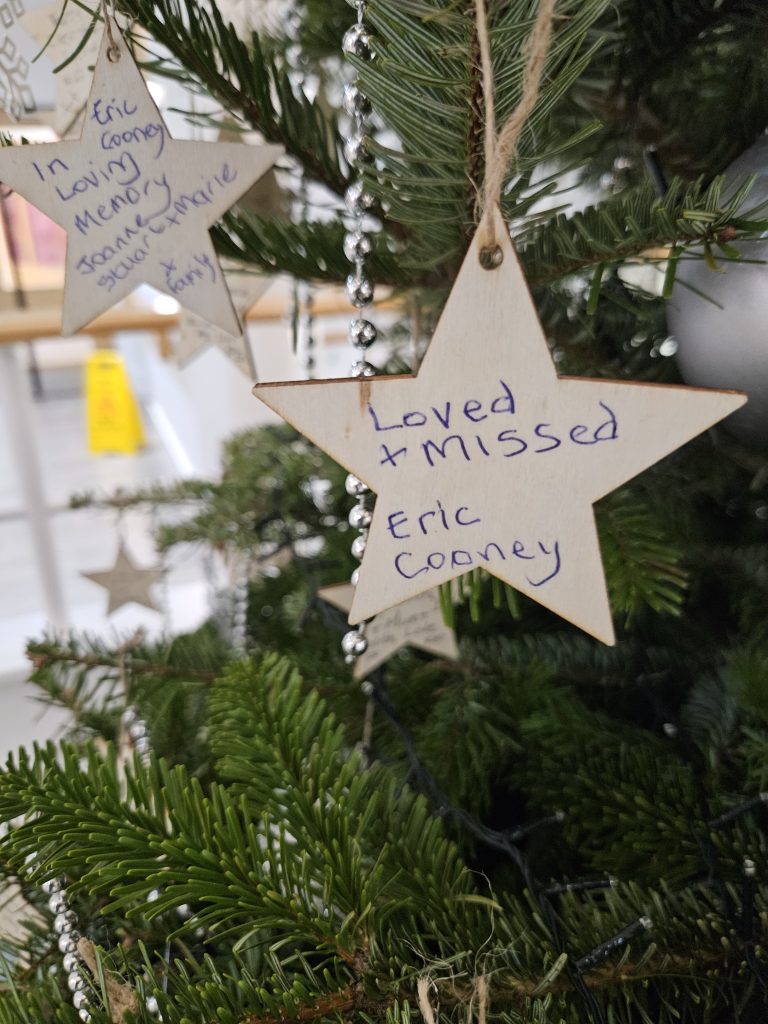 Eric
Cooney
In
Loving
Memory
Joanne
Stuart + Marie
+ family
Loved
+ Missed
Eric
Cooney